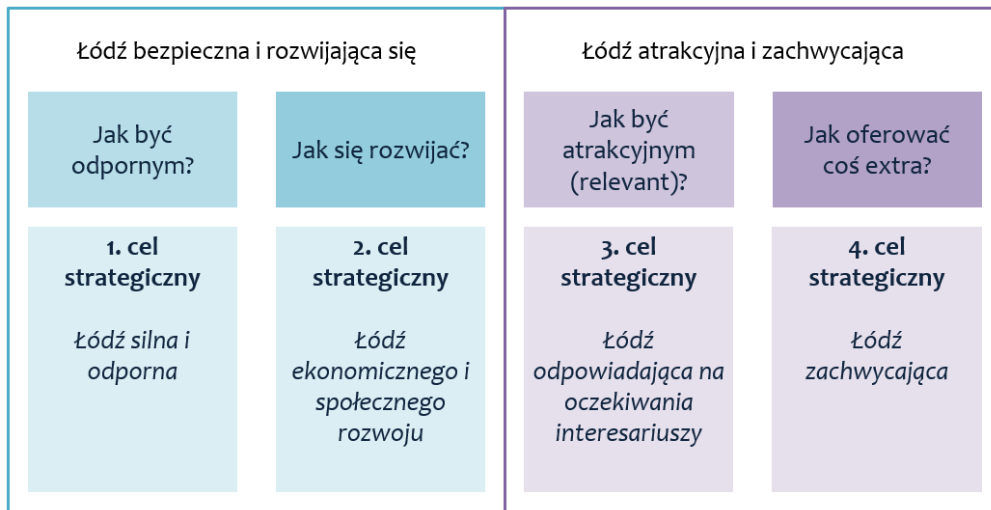 Łódź bezpieczna i rozwijająca się
Jak być
odpornym?
Jak się rozwijać?
1. cel
strategiczny
Łódź silna i
odporna
2. cel
strategiczny
Łódź
ekonomicznego i
społecznego
rozwoju
Łódź atrakcyjna i zachwycająca
Jak być
atrakcyjnym
(relevant)?
Jak oferować
coś extra?
3. cel
strategiczny
Łódź
odpowiadająca na
oczekiwania
interesariuszy
4. cel
strategiczny
Łódź
zachwycająca